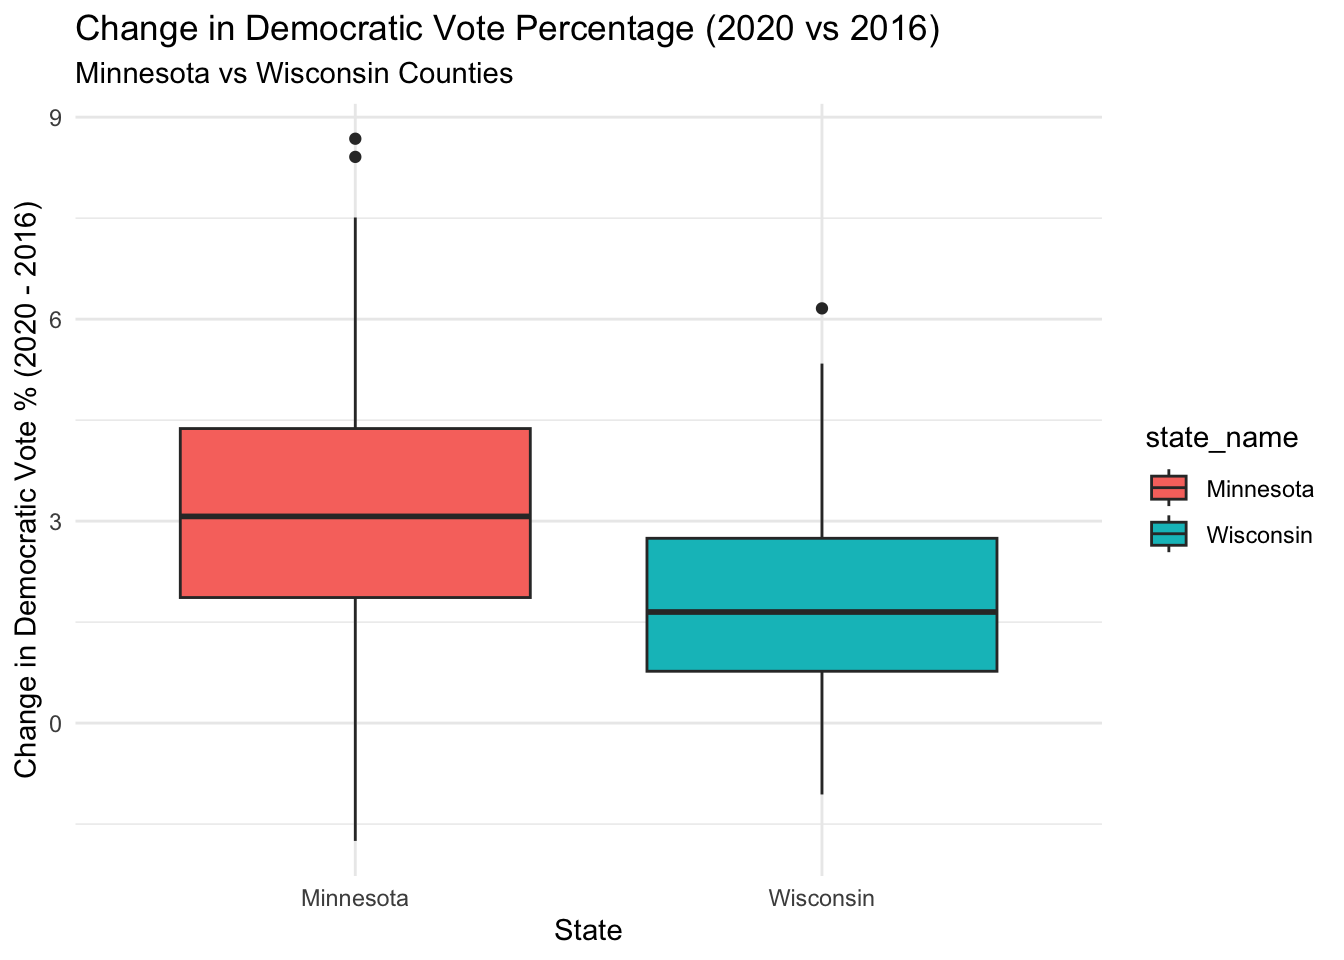 Change in Democratic Vote Percentage (2020 vs 2016)
Minnesota vs Wisconsin Counties
Change in Democratic Vote % (2020 - 2016)
9
6
3
0
Minnesota
Wisconsin
State
state_name
Minnesota
Wisconsin